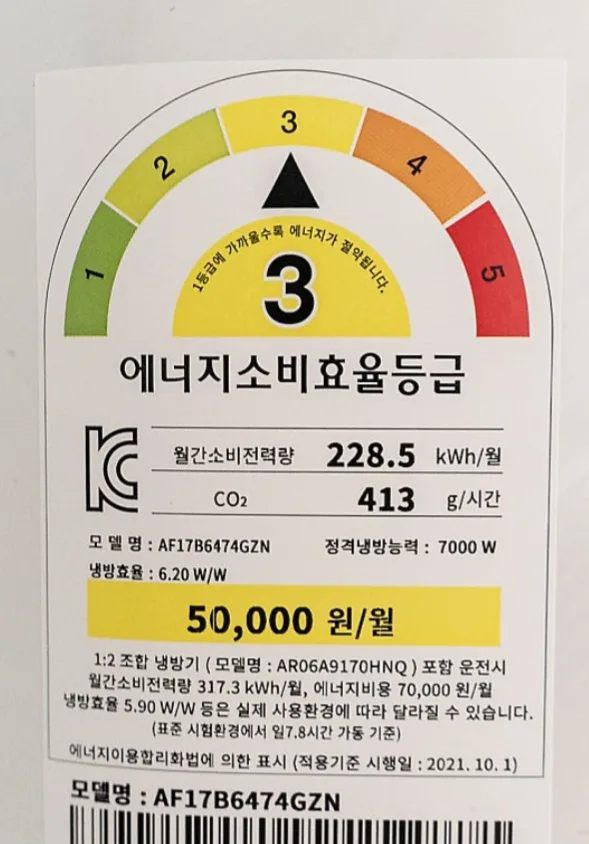 1
2
3
4
5
1등급에 가까울수록 에너지가 절약됩니다.
3
에너지소비효율등급
월간소비전력량 228.5 kWh/월
CO₂ 413 g/시간
모 델 명 : AF17B6474GZN 정격냉방능력 : 7000 W
냉방효율 : 6.20 W/W
50,000 원/월
1:2 조합 냉방기 ( 모델명 : AR06A9170HNQ ) 포함 운전시
월간소비전력량 317.3 kWh/월, 에너지비용 70,000 원/월
냉방효율 5.90 W/W 등은 실제 사용환경에 따라 달라질 수 있습니다.
(표준 시험환경에서 일7.8시간 가동 기준)
에너지이용합리화법에 의한 표시 (적용기준 시행일 : 2021. 10. 1)
모델명 : AF17B6474GZN